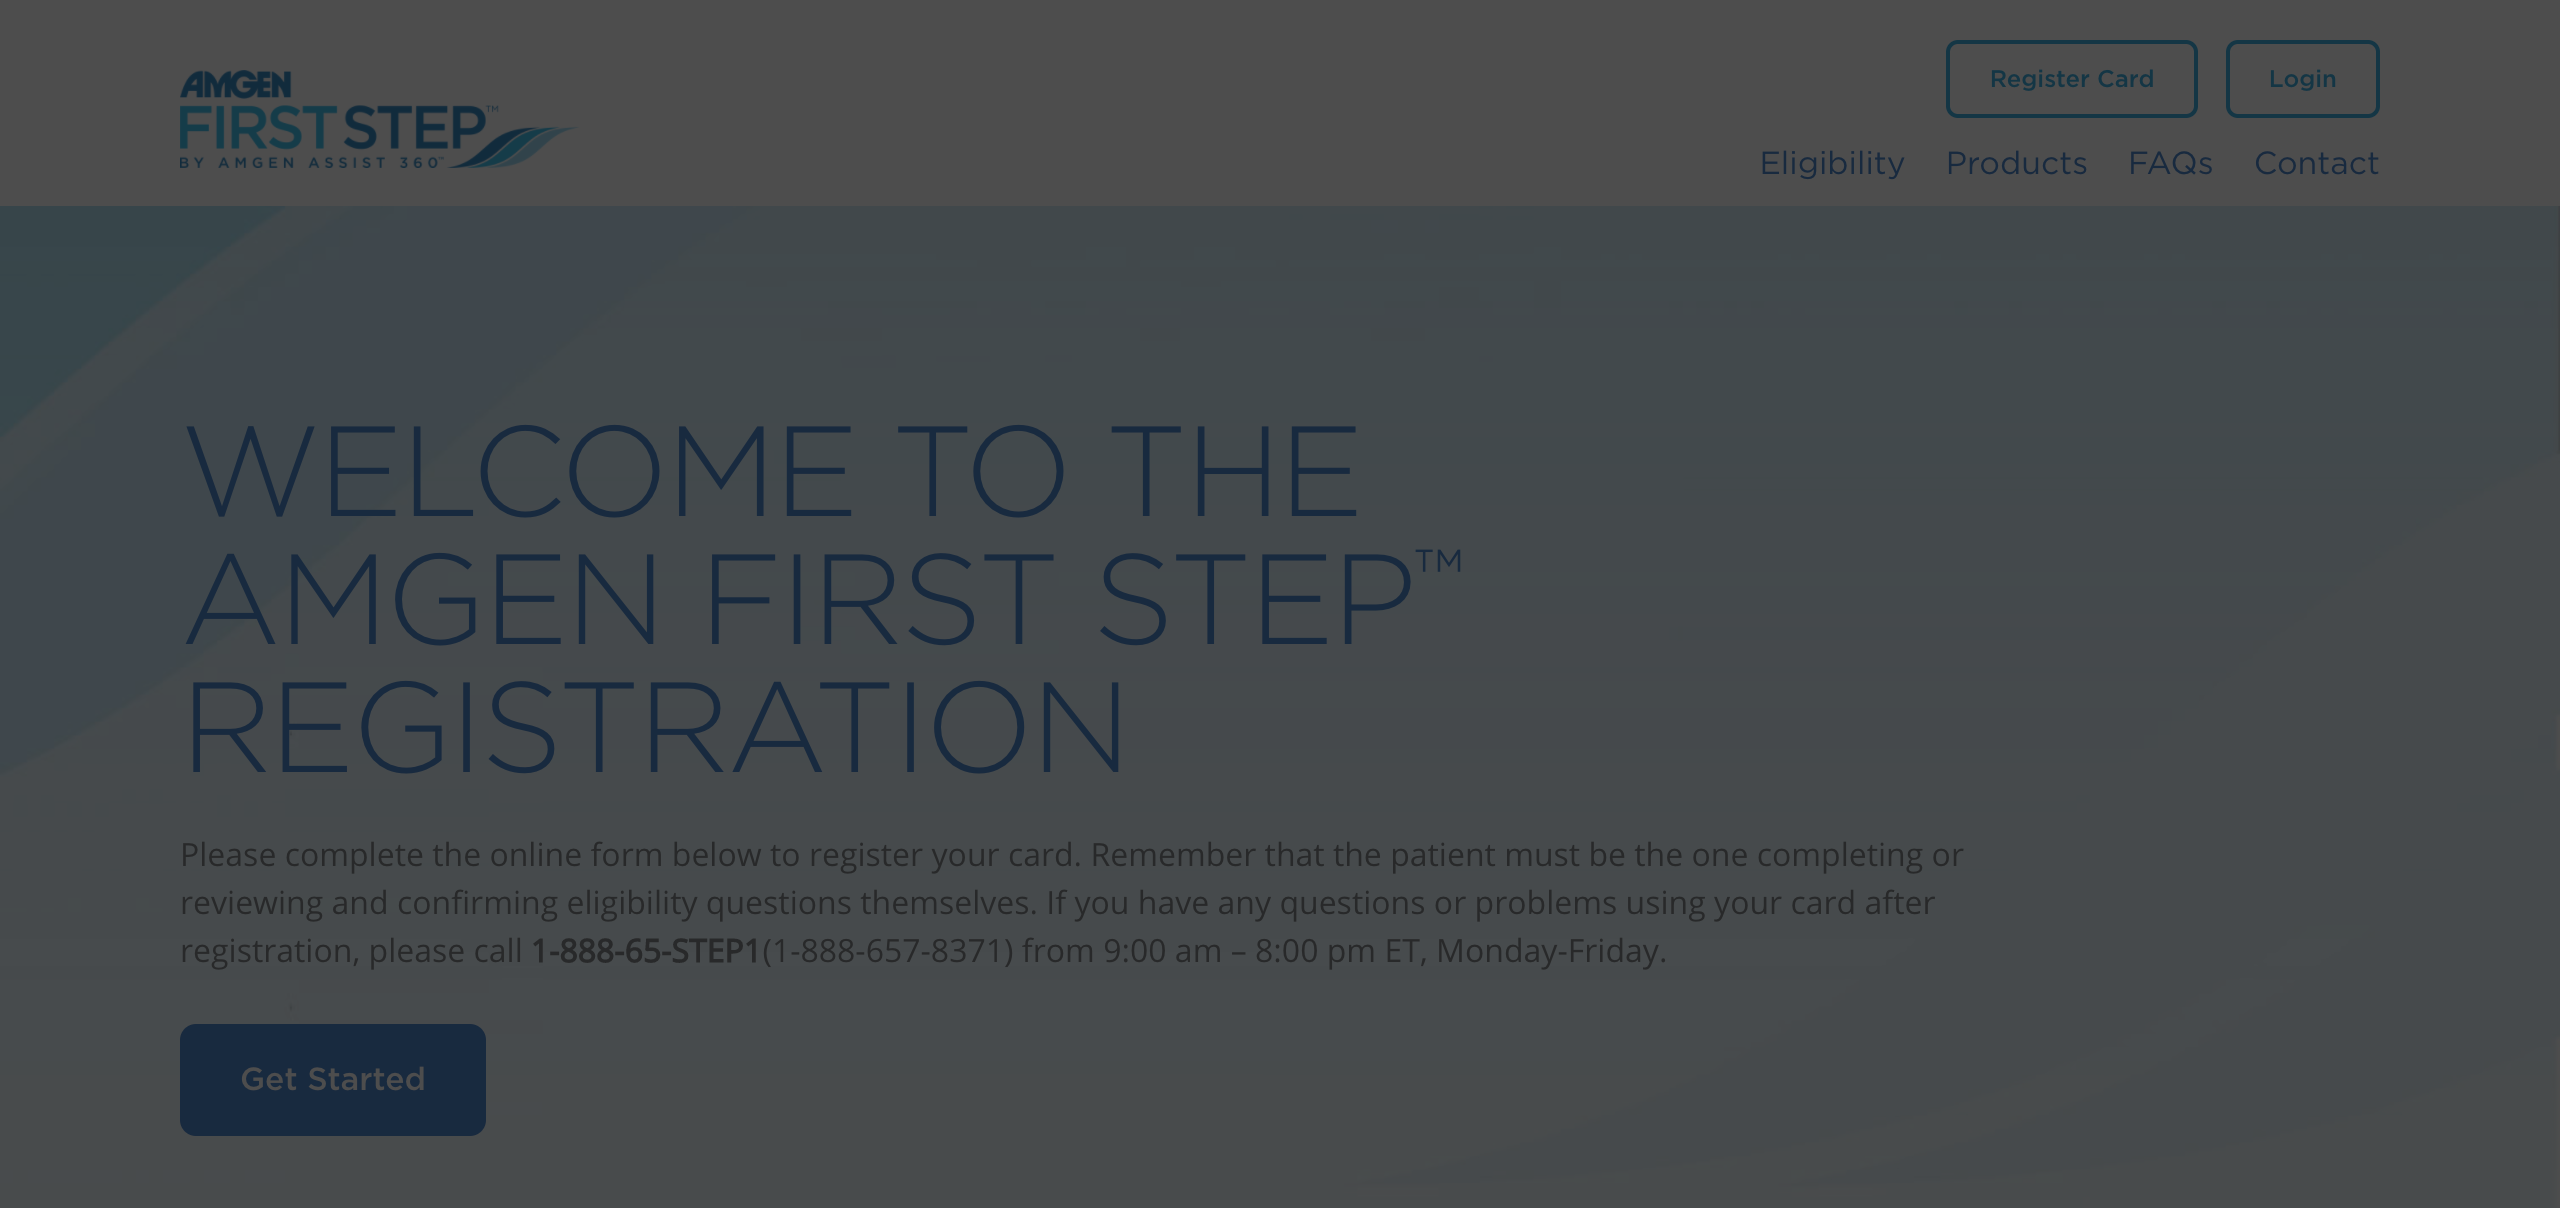 AMGEN
FIRST STEP™
BY AMGEN ASSIST 360™
Register Card
Login
Eligibility
Products
FAQs
Contact
WELCOME TO THE
AMGEN FIRST STEP™
REGISTRATION
Please complete the online form below to register your card. Remember that the patient must be the one completing or
reviewing and confirming eligibility questions themselves. If you have any questions or problems using your card after
registration, please call 1-888-65-STEP1(1-888-657-8371) from 9:00 am – 8:00 pm ET, Monday-Friday.
Get Started